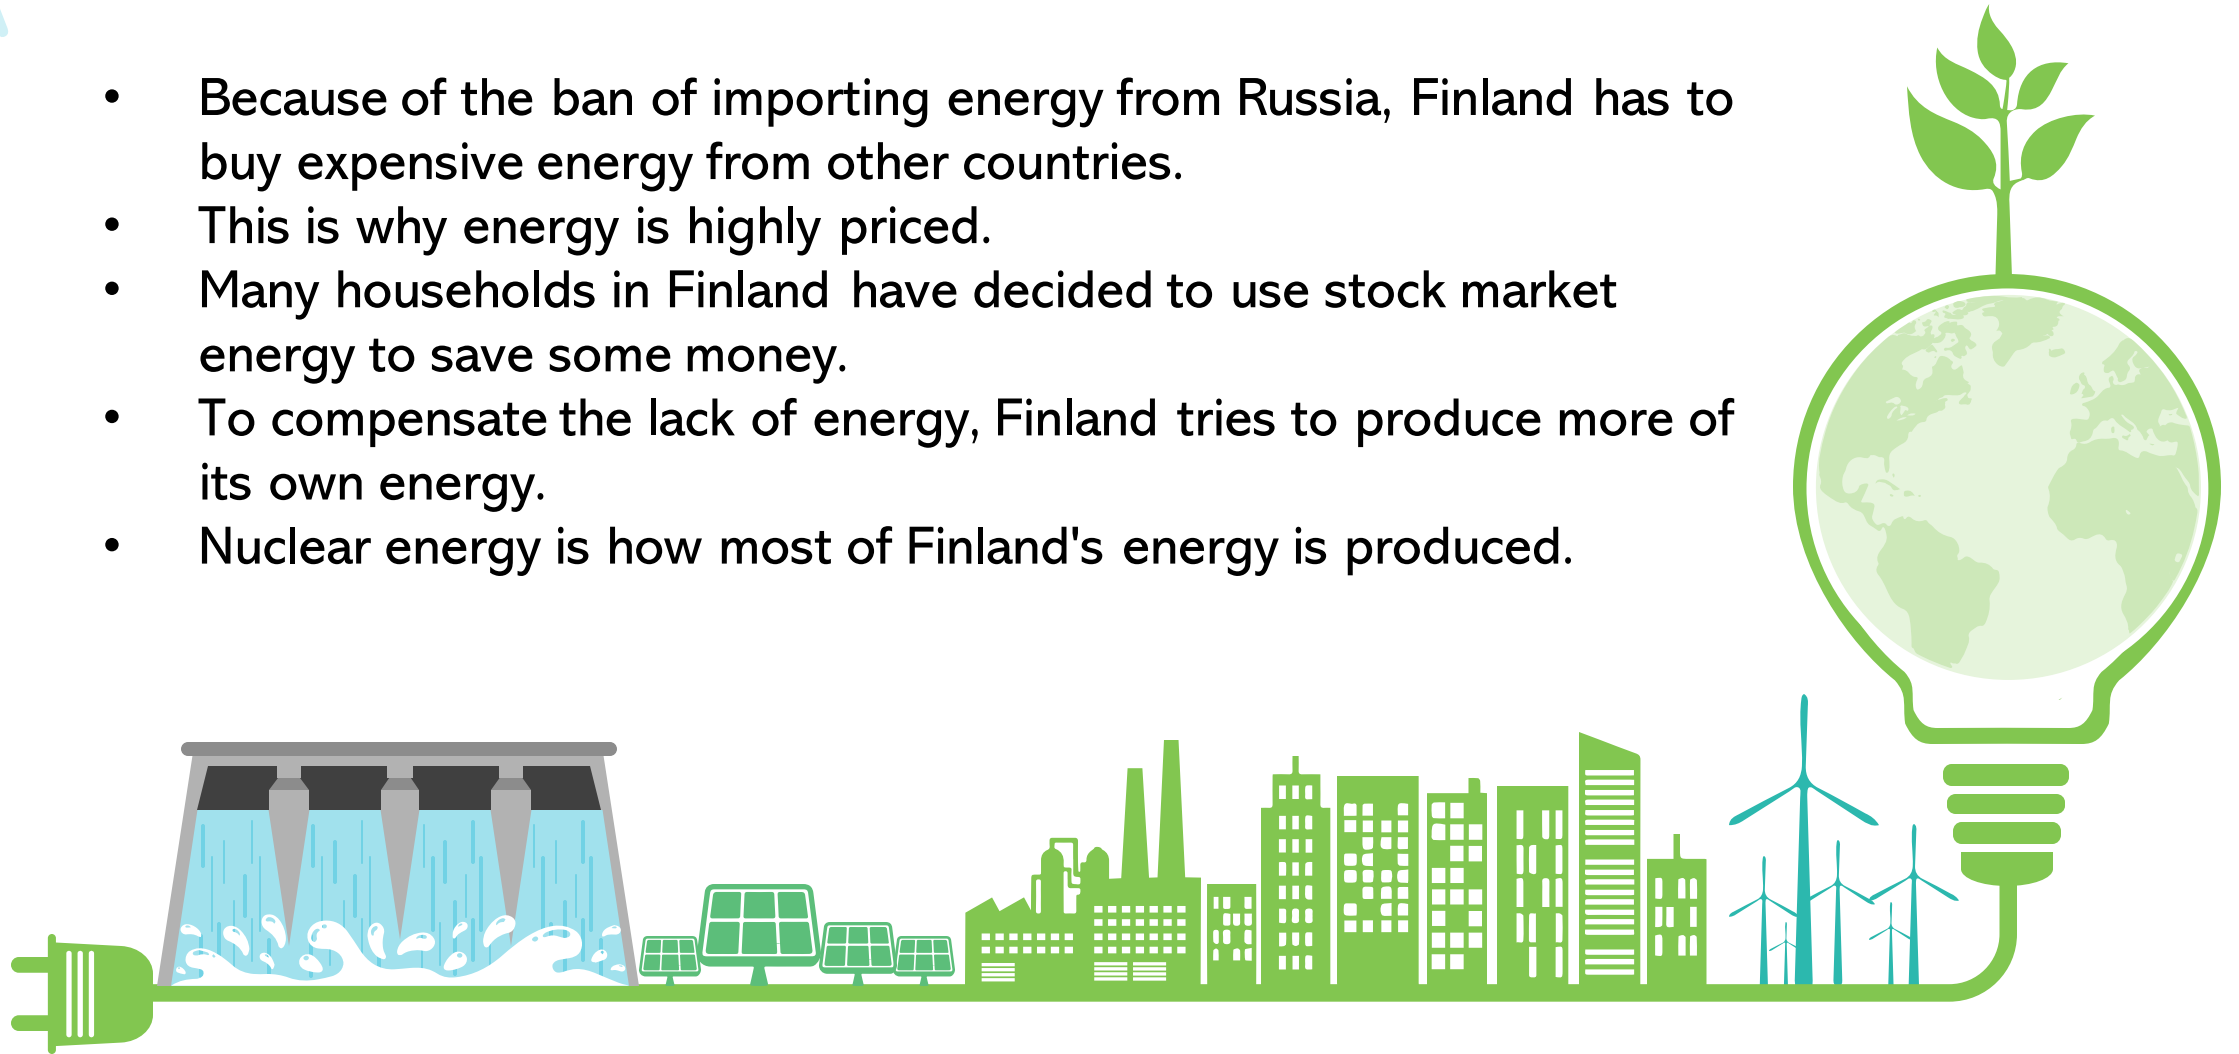 • Because of the ban of importing energy from Russia, Finland has to
buy expensive energy from other countries.
• This is why energy is highly priced.
• Many households in Finland have decided to use stock market
energy to save some money.
• To compensate the lack of energy, Finland tries to produce more of
its own energy.
• Nuclear energy is how most of Finland's energy is produced.